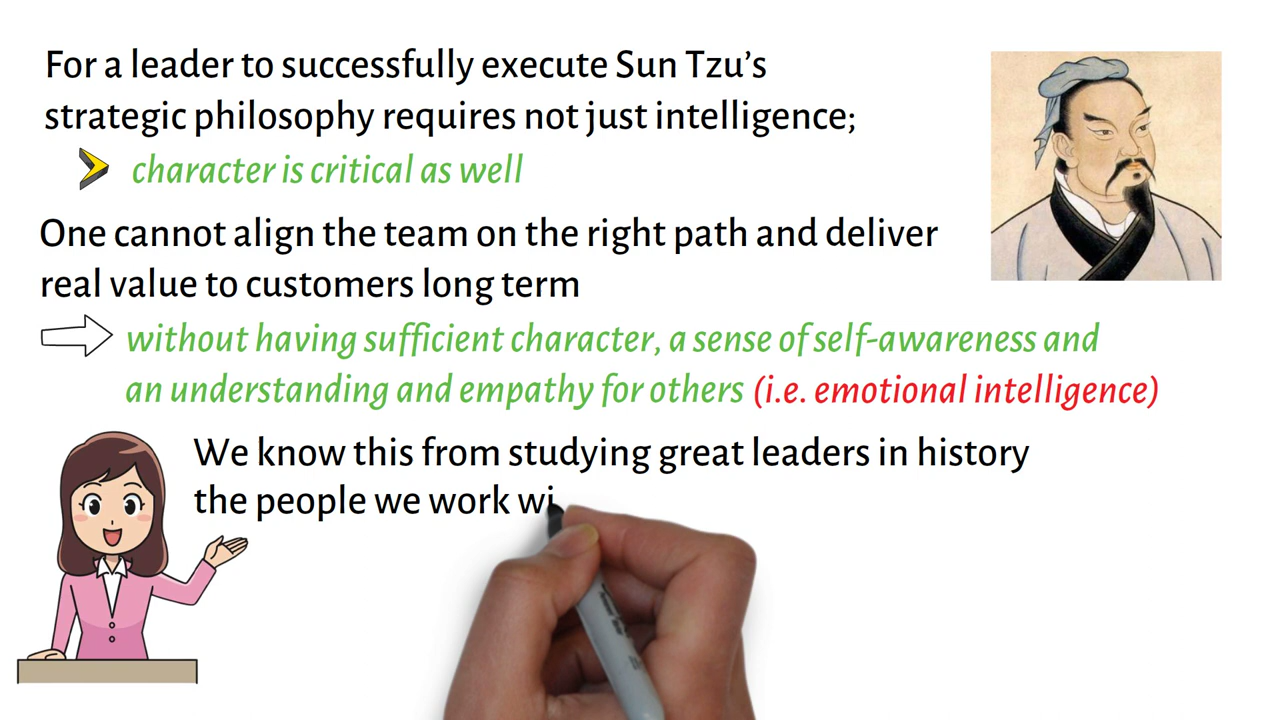 For a leader to successfully execute Sun Tzu's
strategic philosophy requires not just intelligence;
character is critical as well
One cannot align the team on the right path and deliver
real value to customers long term
without having sufficient character, a sense of self-awareness and
an understanding and empathy for others (i.e. emotional intelligence)
We know this from studying great leaders in history
the people we work wi